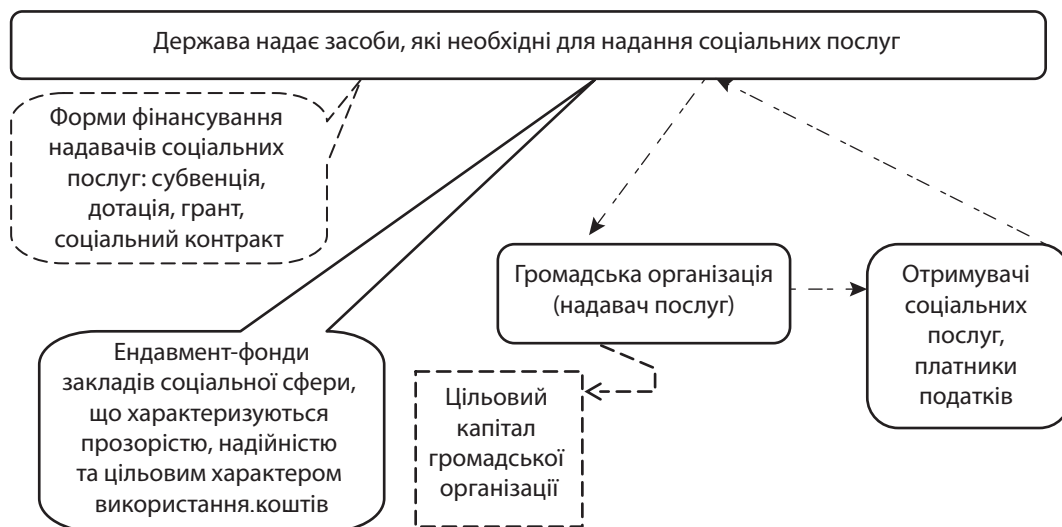 Держава надає засоби, які необхідні для надання соціальних послуг
Форми фінансування
надавачів соціальних
послуг: субвенція,
дотація, грант,
соціальний контракт
Громадська організація
(надавач послуг)
Отримувачі
соціальних
послуг,
платники
податків
Ендавмент-фонди
закладів соціальної сфери,
що характеризуються
прозорістю, надійністю
та цільовим характером
використання.коштів
Цільовий
капітал
громадської
організації